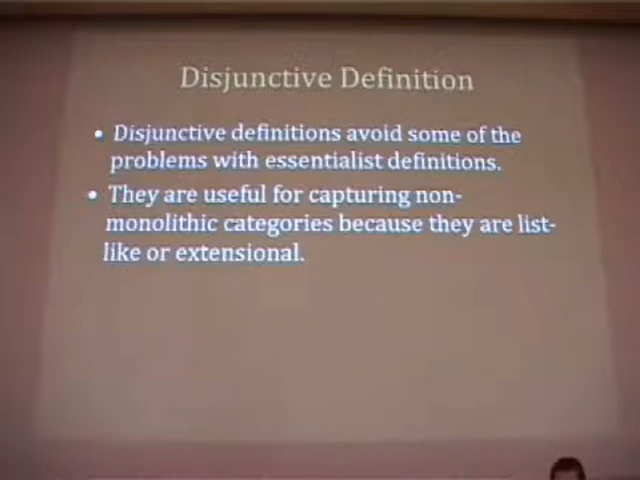 Disjunctive Definition
• Disjunctive definitions avoid some of the
problems with essentialist definitions.
• They are useful for capturing non-
monolithic categories because they are list-
like or extensional.